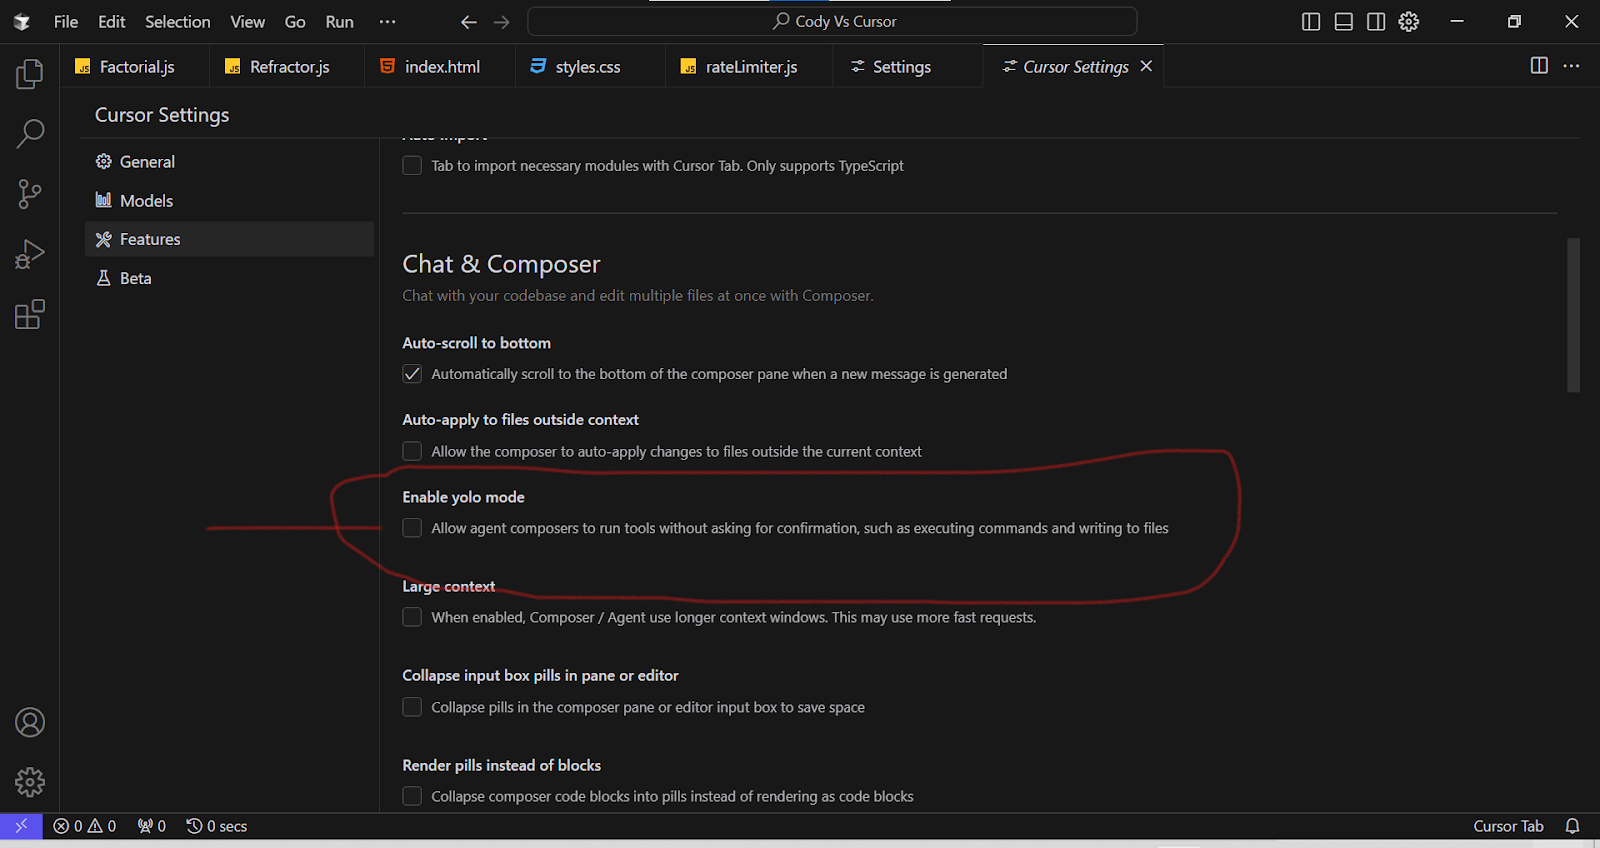 File Edit Selection View Go Run ···
Cody Vs Cursor
JS Factorial.js
JS Refractor.js
index.html
styles.css
JS rateLimiter.js
Settings
Cursor Settings
Cursor Settings
General
Models
Features
Beta
Auto import
Tab to import necessary modules with Cursor Tab. Only supports TypeScript
Chat & Composer
Chat with your codebase and edit multiple files at once with Composer.
Auto-scroll to bottom
Automatically scroll to the bottom of the composer pane when a new message is generated
Auto-apply to files outside context
Allow the composer to auto-apply changes to files outside the current context
Enable yolo mode
Allow agent composers to run tools without asking for confirmation, such as executing commands and writing to files
Large context
When enabled, Composer / Agent use longer context windows. This may use more fast requests.
Collapse input box pills in pane or editor
Collapse pills in the composer pane or editor input box to save space
Render pills instead of blocks
Collapse composer code blocks into pills instead of rendering as code blocks
0 0 0 0 secs
Cursor Tab